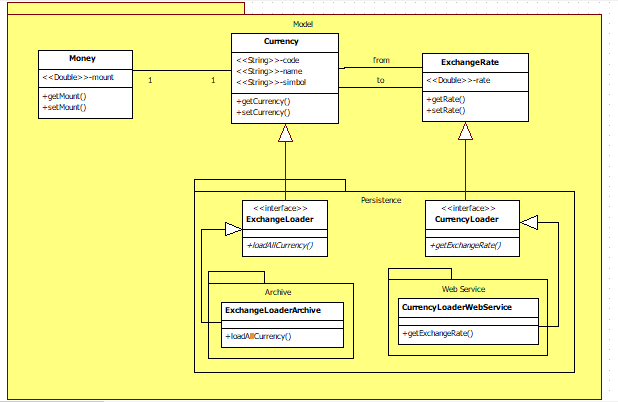 Model
Money
<<Double>>-mount
+getMount()
+setMount()
1
1
Currency
<<String>>-code
<<String>>-name
<<String>>-simbol
+getCurrency()
+setCurrency()
from
to
ExchangeRate
<<Double>>-rate
+getRate()
+setRate()
Persistence
<<interface>>
ExchangeLoader
+loadAllCurrency()
<<interface>>
CurrencyLoader
+getExchangeRate()
Archive
ExchangeLoaderArchive
+loadAllCurrency()
Web Service
CurrencyLoaderWebService
+getExchangeRate()